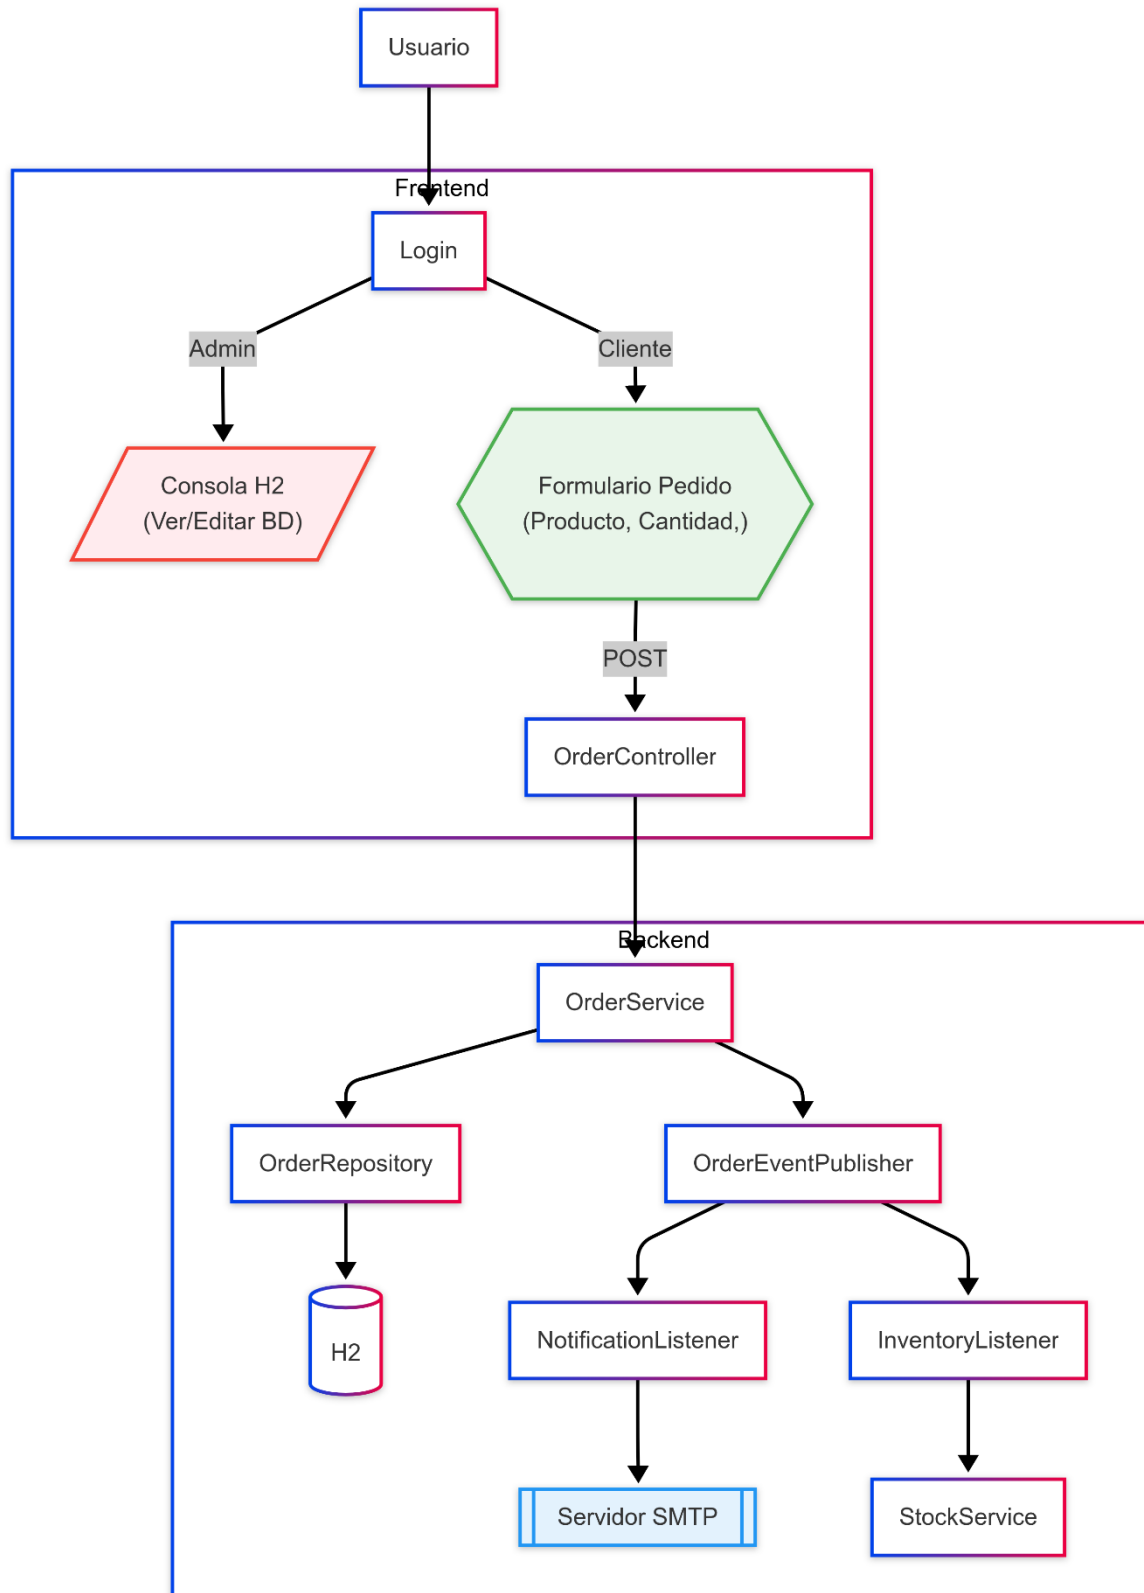 Usuario
Frontend
Login
Admin
Cliente
Consola H2
(Ver/Editar BD)
Formulario Pedido
(Producto, Cantidad,)
POST
OrderController
Backend
OrderService
OrderRepository
OrderEventPublisher
H2
NotificationListener
InventoryListener
Servidor SMTP
StockService